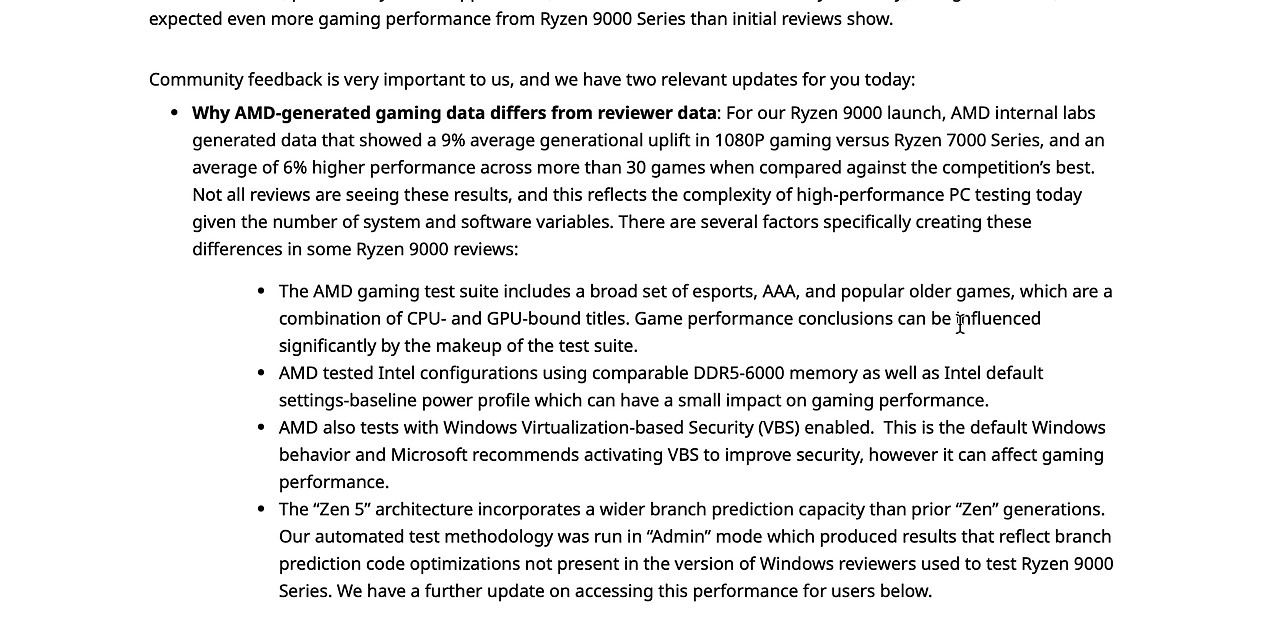 expected even more gaming performance from Ryzen 9000 Series than initial reviews show.
Community feedback is very important to us, and we have two relevant updates for you today:
• Why AMD-generated gaming data differs from reviewer data: For our Ryzen 9000 launch, AMD internal labs
generated data that showed a 9% average generational uplift in 1080P gaming versus Ryzen 7000 Series, and an
average of 6% higher performance across more than 30 games when compared against the competition's best.
Not all reviews are seeing these results, and this reflects the complexity of high-performance PC testing today
given the number of system and software variables. There are several factors specifically creating these
differences in some Ryzen 9000 reviews:
• The AMD gaming test suite includes a broad set of esports, AAA, and popular older games, which are a
combination of CPU- and GPU-bound titles. Game performance conclusions can be influenced
significantly by the makeup of the test suite.
• AMD tested Intel configurations using comparable DDR5-6000 memory as well as Intel default
settings-baseline power profile which can have a small impact on gaming performance.
• AMD also tests with Windows Virtualization-based Security (VBS) enabled.  This is the default Windows
behavior and Microsoft recommends activating VBS to improve security, however it can affect gaming
performance.
• The “Zen 5” architecture incorporates a wider branch prediction capacity than prior “Zen” generations.
Our automated test methodology was run in “Admin” mode which produced results that reflect branch
prediction code optimizations not present in the version of Windows reviewers used to test Ryzen 9000
Series. We have a further update on accessing this performance for users below.